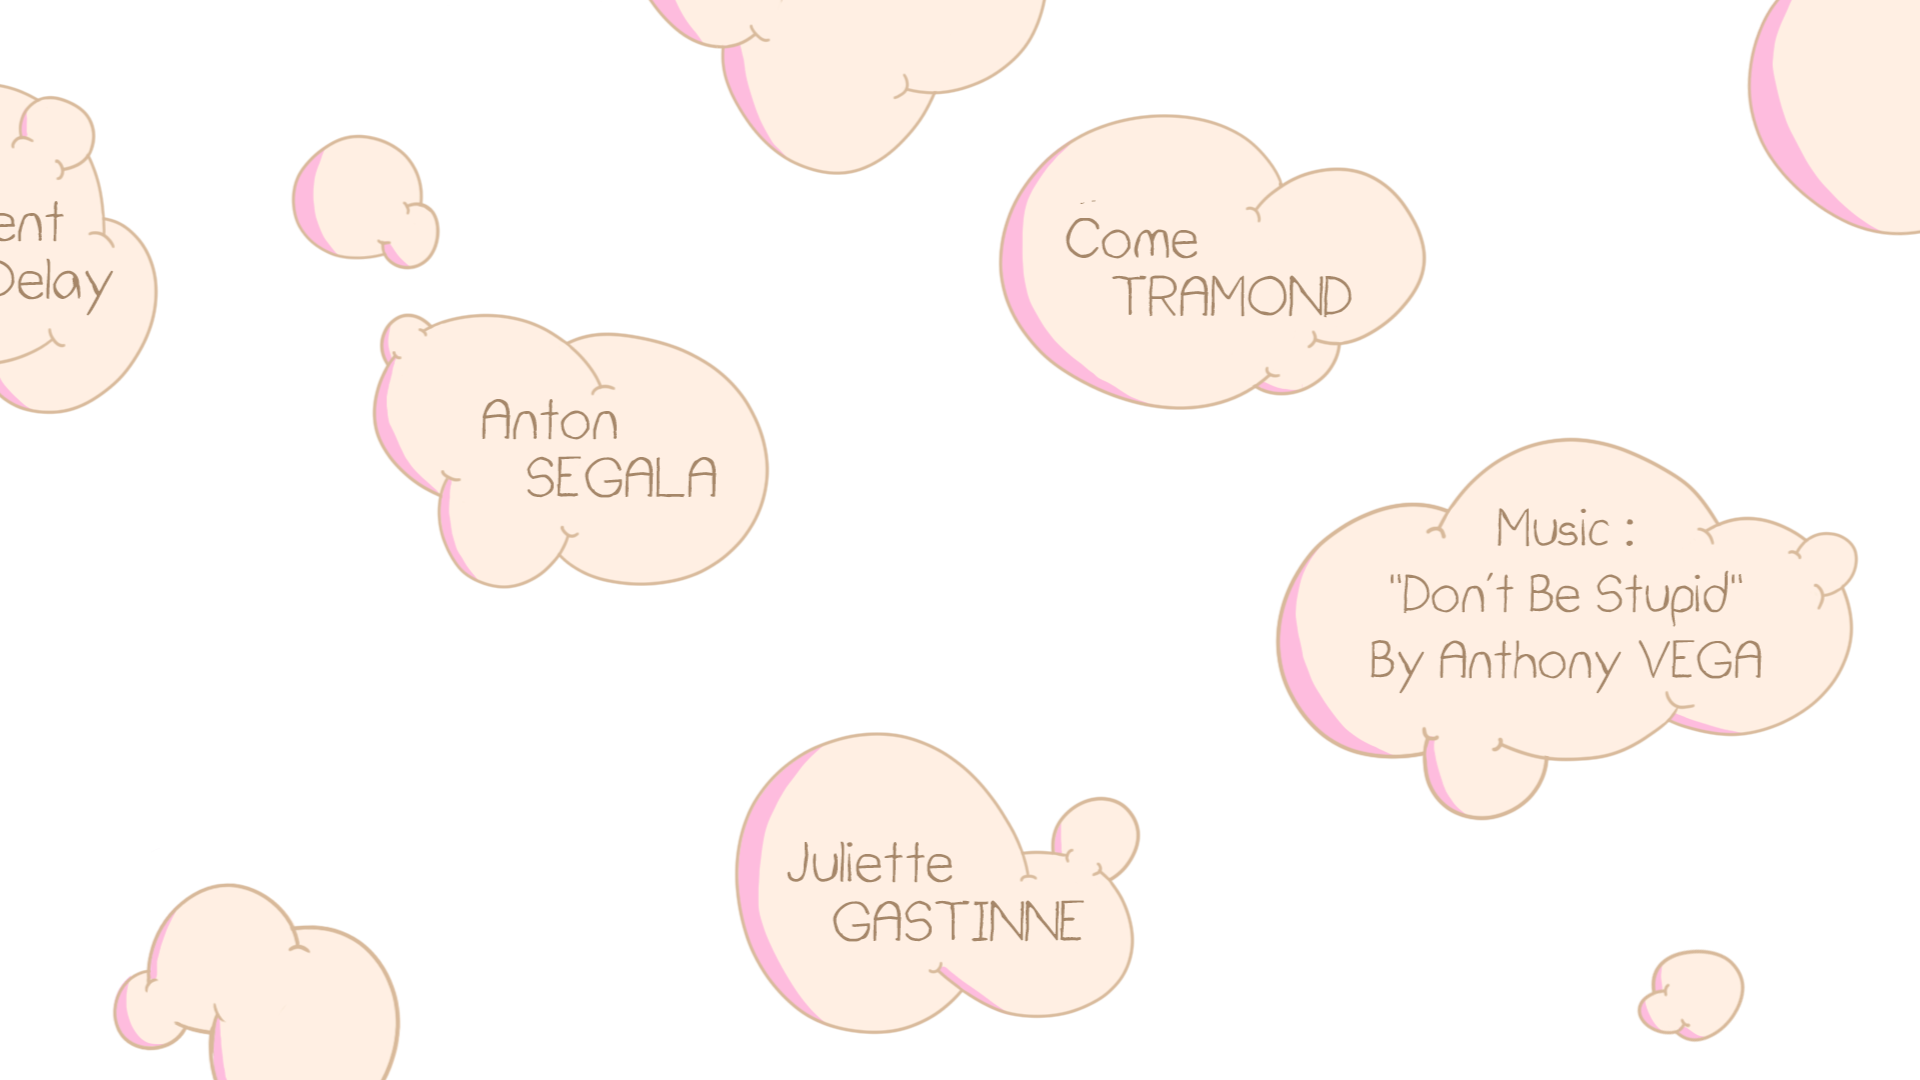 ent
Delay
Anton
SEGALA
Come
TRAMOND
Music :
"Don't Be Stupid"
By Anthony VEGA
Juliette
GASTINNE